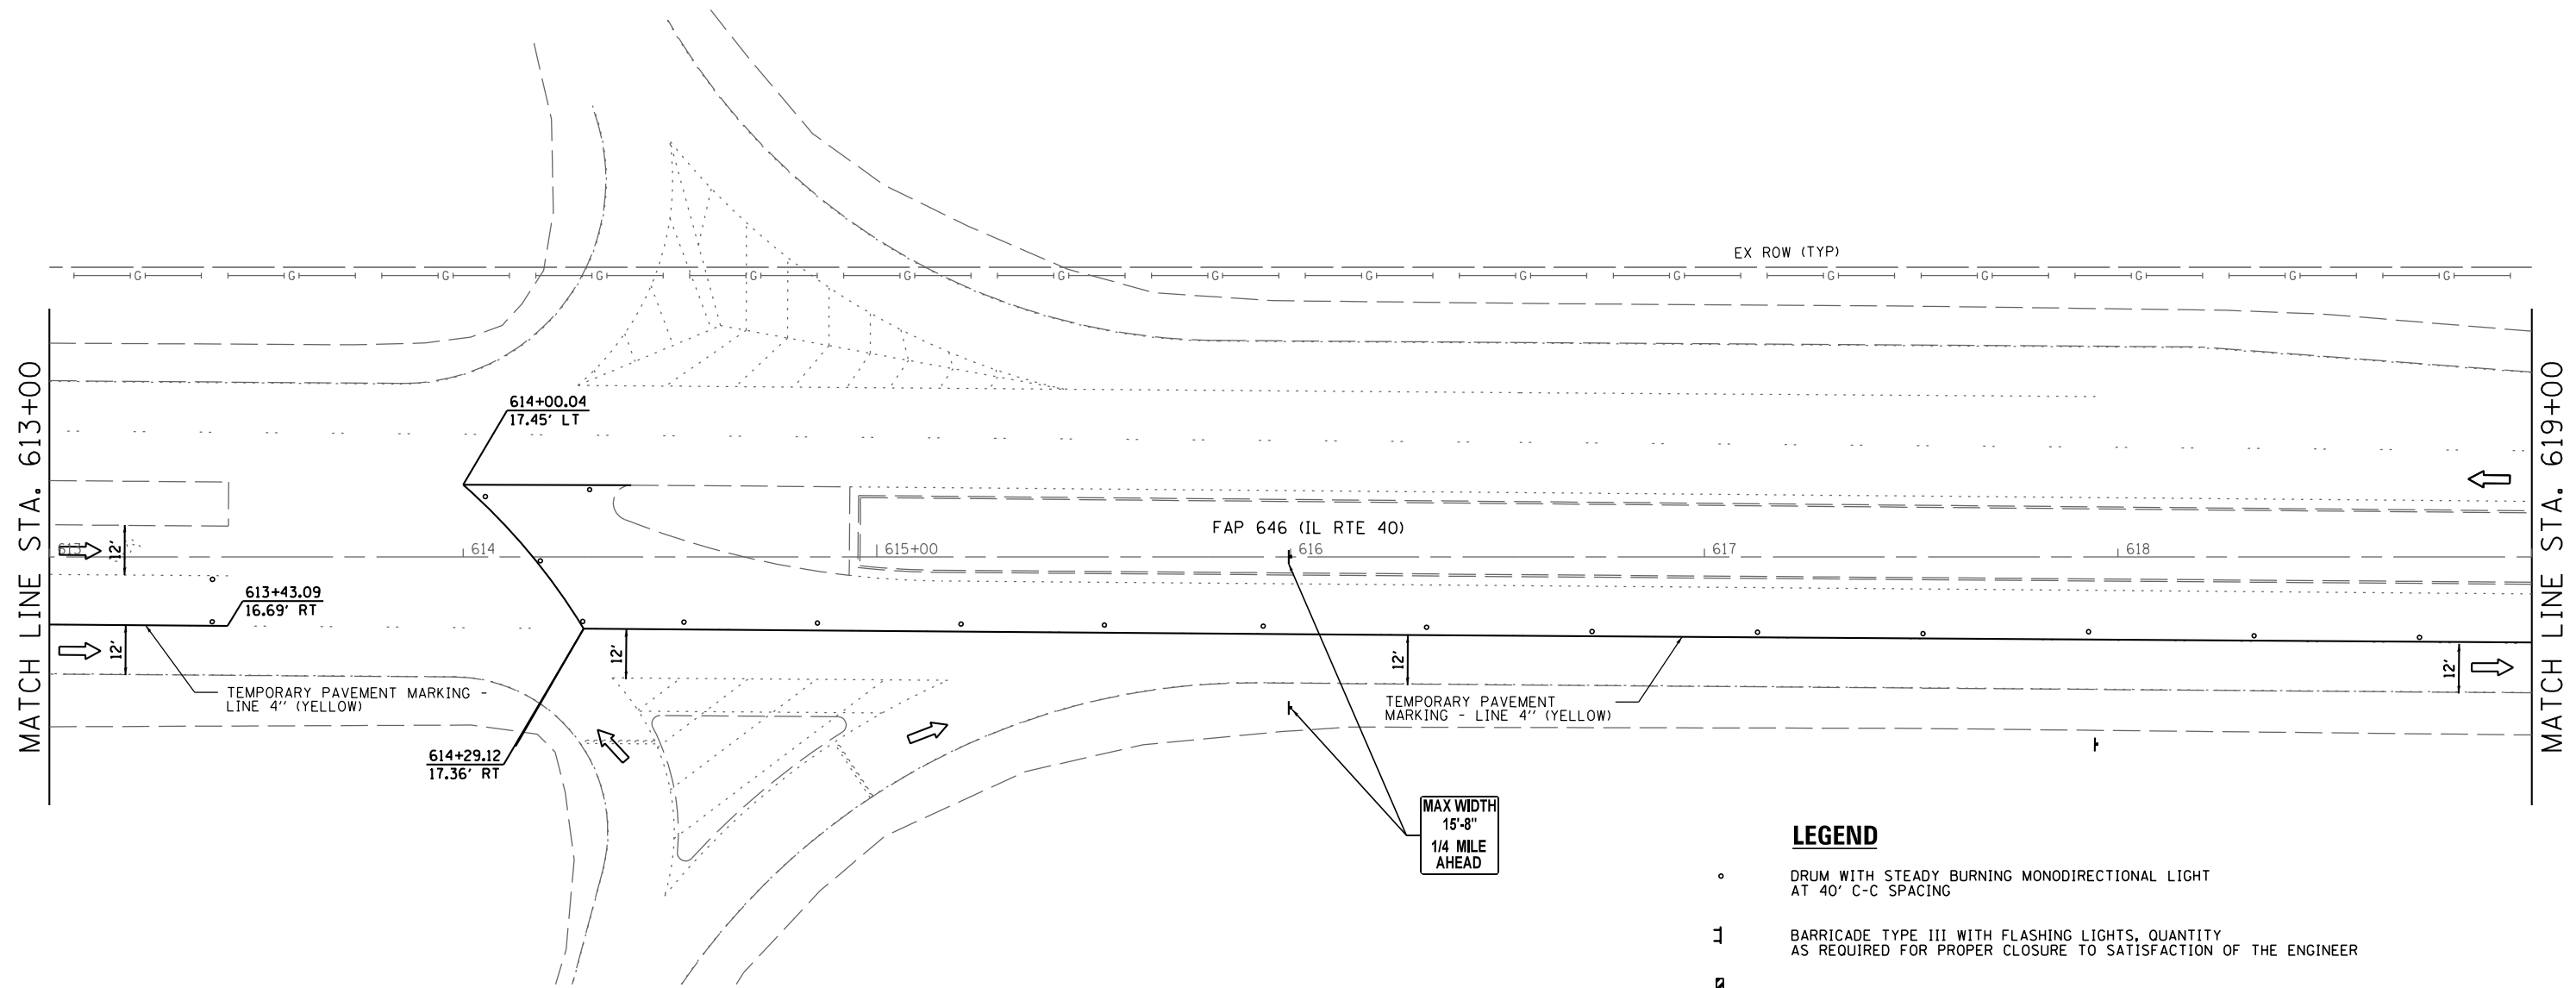 EX ROW (TYP)
G G G G G G G G G G G G G G G G
MATCH LINE STA. 613+00
MATCH LINE STA. 619+00
614+00.04
17.45' LT
FAP 646 (IL RTE 40)
613
12'
614
615+00
616
617
618
613+43.09
16.69' RT
12'
12'
12'
12'
TEMPORARY PAVEMENT MARKING -
LINE 4" (YELLOW)
TEMPORARY PAVEMENT
MARKING - LINE 4" (YELLOW)
614+29.12
17.36' RT
MAX WIDTH
15'-8"
1/4 MILE
AHEAD
LEGEND
DRUM WITH STEADY BURNING MONODIRECTIONAL LIGHT
AT 40' C-C SPACING
BARRICADE TYPE III WITH FLASHING LIGHTS, QUANTITY
AS REQUIRED FOR PROPER CLOSURE TO SATISFACTION OF THE ENGINEER